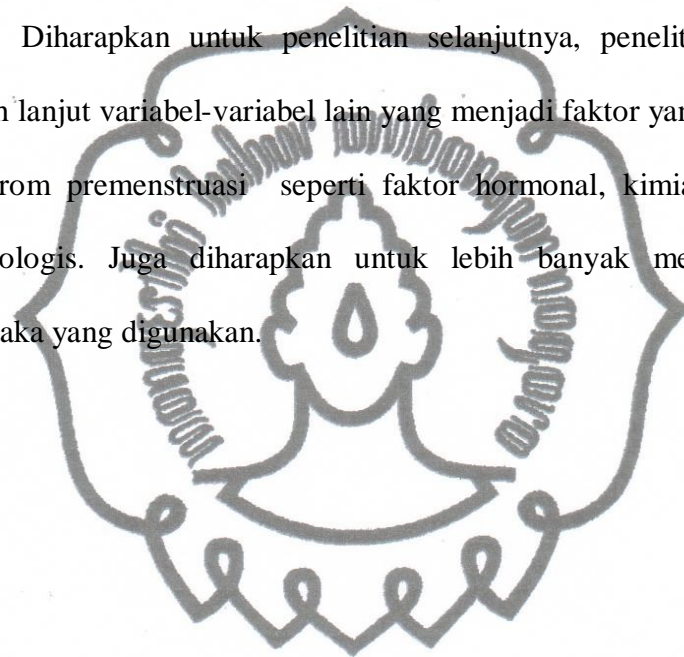 Diharapkan untuk penelitian selanjutnya, penelit
lanjut variabel-variabel lain yang menjadi faktor yan
rom premenstruasi seperti faktor hormonal, kimia
ologis. Juga diharapkan untuk lebih banyak me
aka yang digunakan.